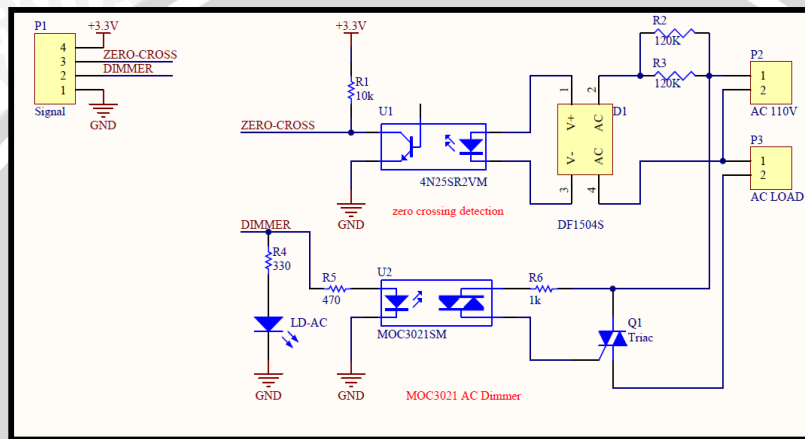 P1
+3.3V
4
3
2
1
ZERO-CROSS
DIMMER
Signal
GND
+3.3V
R1
10k
ZERO-CROSS
U1
4N25SR2VM
GND
zero crossing detection
1
2
V+
AC
V-
AC
3
4
D1
DF1504S
R2
120K
R3
120K
P2
1
2
AC 110V
P3
1
2
AC LOAD
DIMMER
R4
330
LD-AC
GND
R5
470
U2
MOC3021SM
GND
R6
1k
Q1
Triac
MOC3021 AC Dimmer